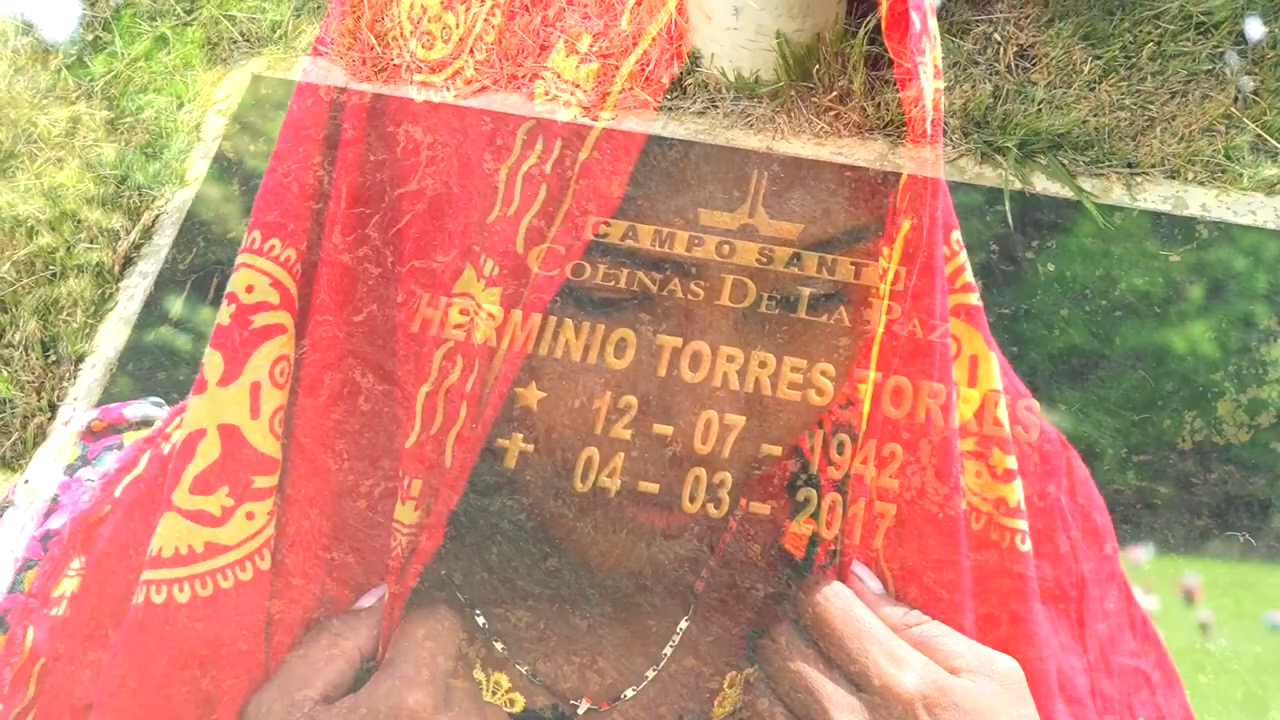 CAMPO SANTO
COLINAS DE LA PAZ
HERMINIO TORRES TORRES
12 - 07 - 1942
04 - 03 - 2017